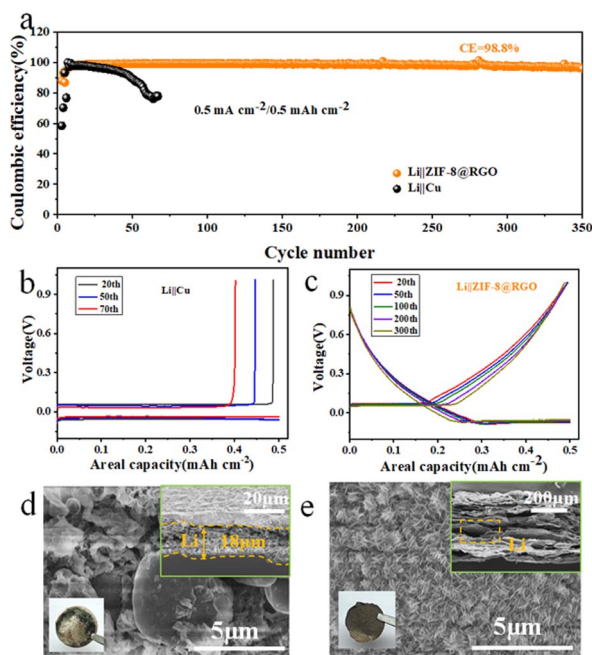 a
Coulombic efficiency(%)
120
100
80
60
40
20
0
CE=98.8%
0.5 mA cm⁻²/0.5 mAh cm⁻²
Li||ZIF-8@RGO
Li||Cu
0 50 100 150 200 250 300 350
Cycle number
b
Voltage(V)
0.9
0.6
0.3
0.0
20th
50th
70th
Li||Cu
0.0 0.1 0.2 0.3 0.4 0.5
Areal capacity(mAh cm⁻²)
c
Voltage(V)
0.9
0.6
0.3
0.0
20th
50th
100th
200th
300th
Li||ZIF-8@RGO
0.0 0.1 0.2 0.3 0.4 0.5
Areal capacity(mAh cm⁻²)
d
20μm
Li 18μm
5μm
e
200μm
Li
5μm